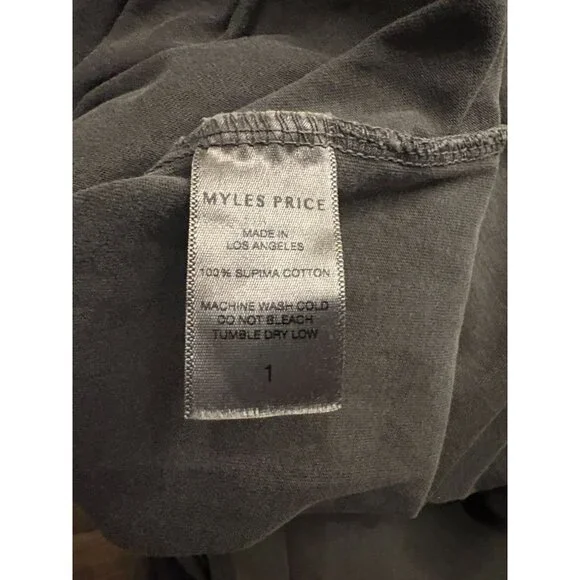 MYLES PRICE
MADE IN
LOS ANGELES
100% SUPIMA COTTON
MACHINE WASH COLD
DO NOT BLEACH
TUMBLE DRY LOW
1